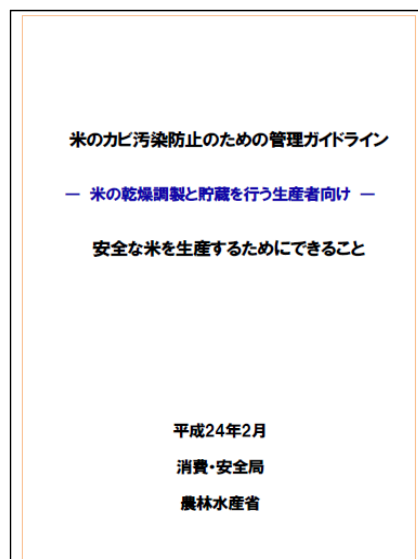 米のカビ汚染防止のための管理ガイドライン
― 米の乾燥調製と貯蔵を行う生産者向け ―
安全な米を生産するためにできること
平成24年2月
消費・安全局
農林水産省